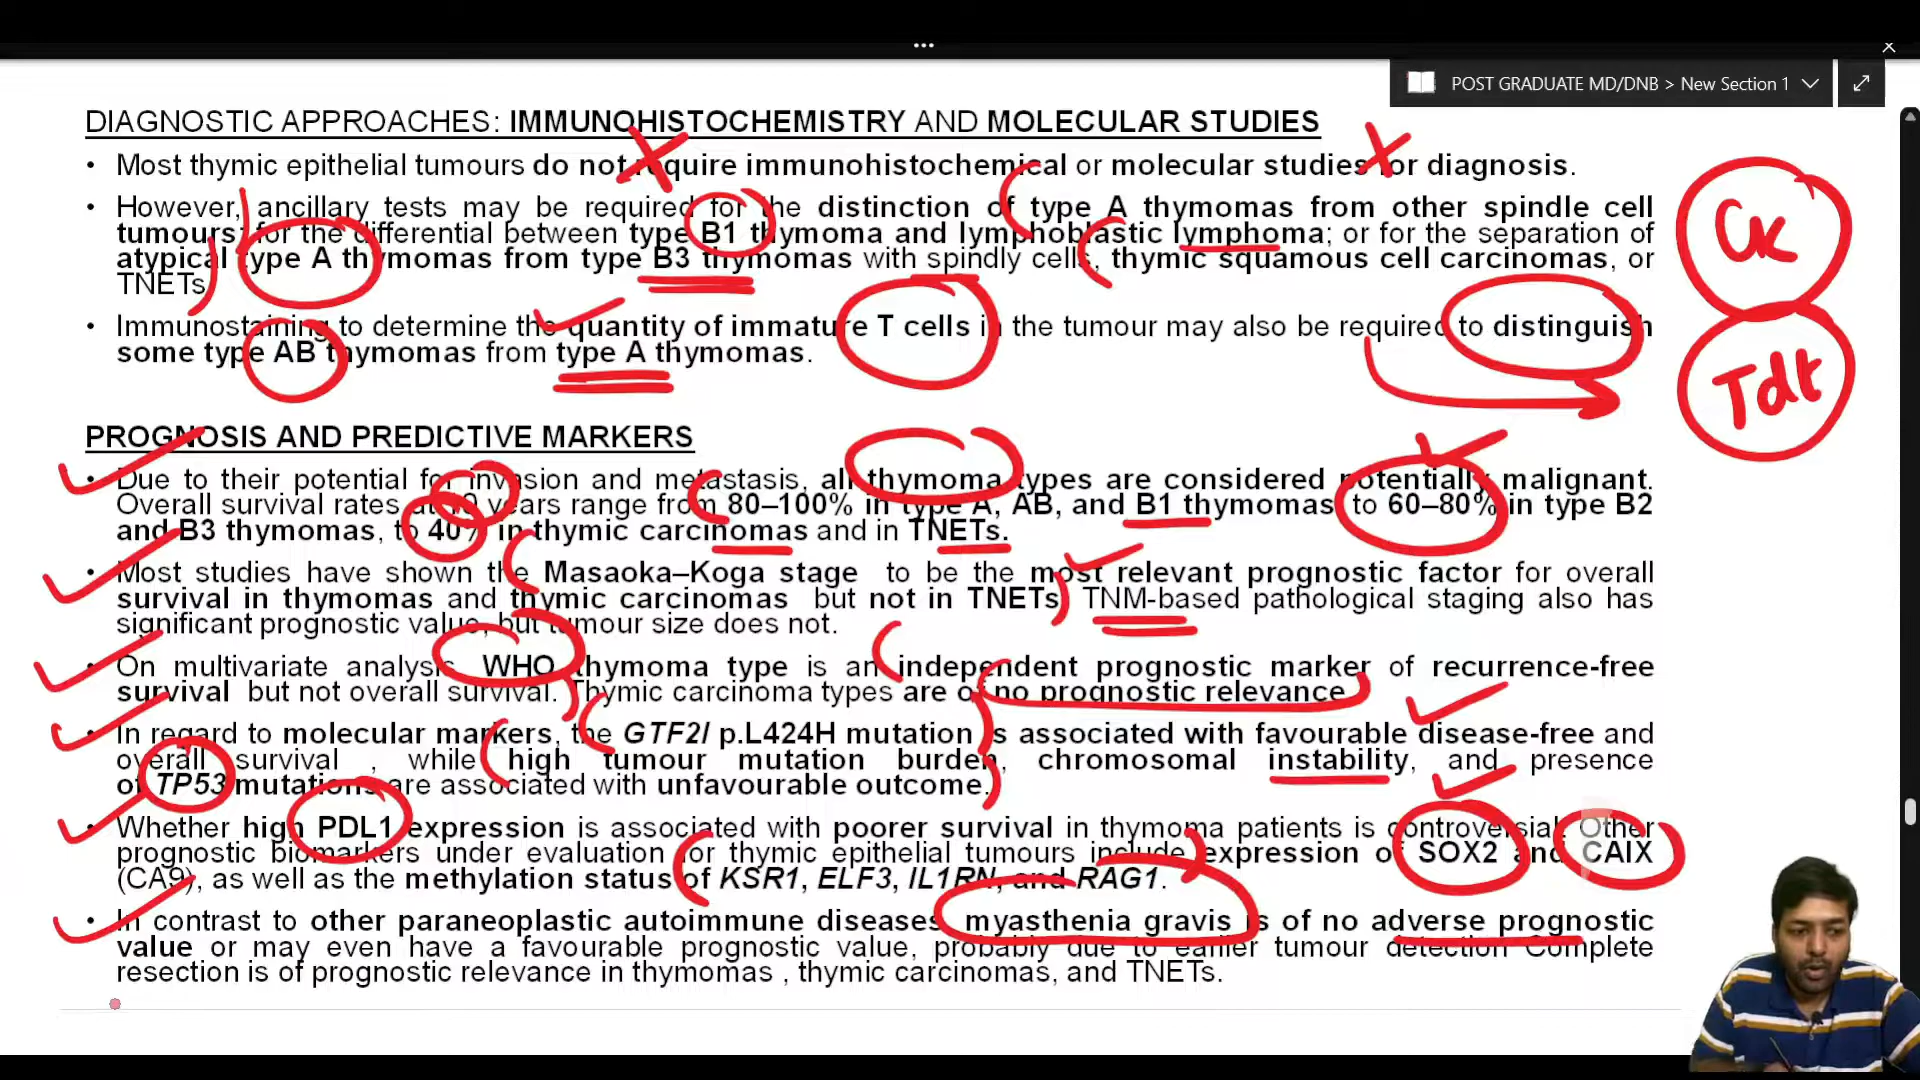 ...
POST GRADUATE MD/DNB > New Section 1
DIAGNOSTIC APPROACHES: IMMUNOHISTOCHEMISTRY AND MOLECULAR STUDIES
• Most thymic epithelial tumours do not require immunohistochemical or molecular studies for diagnosis.
• However, ancillary tests may be required for the distinction of type A thymomas from other spindle cell
tumours; for the differential between type B1 thymoma and lymphoblastic lymphoma; or for the separation of
atypical type A thymomas from type B3 thymomas with spindly cells, thymic squamous cell carcinomas, or
TNETs
• Immunostaining to determine the quantity of immature T cells in the tumour may also be required to distinguish
some type AB thymomas from type A thymomas.
CK
Tdt
PROGNOSIS AND PREDICTIVE MARKERS
• Due to their potential for invasion and metastasis, all thymoma types are considered potentially malignant.
Overall survival rates at 10 years range from 80–100% in type A, AB, and B1 thymomas to 60–80% in type B2
and B3 thymomas, to 40% in thymic carcinomas and in TNETs.
• Most studies have shown the Masaoka–Koga stage to be the most relevant prognostic factor for overall
survival in thymomas and thymic carcinomas but not in TNETs TNM-based pathological staging also has
significant prognostic value, but tumour size does not.
• On multivariate analysis, WHO thymoma type is an independent prognostic marker of recurrence-free
survival but not overall survival. Thymic carcinoma types are of no prognostic relevance
• In regard to molecular markers, the GTF2I p.L424H mutation is associated with favourable disease-free and
overall survival , while high tumour mutation burden, chromosomal instability, and presence
of TP53 mutations are associated with unfavourable outcome.
• Whether high PDL1 expression is associated with poorer survival in thymoma patients is controversial. Other
prognostic biomarkers under evaluation for thymic epithelial tumours include expression of SOX2 and CAIX
(CA9), as well as the methylation status of KSR1, ELF3, IL1RN, and RAG1.
• In contrast to other paraneoplastic autoimmune diseases, myasthenia gravis is of no adverse prognostic
value or may even have a favourable prognostic value, probably due to earlier tumour detection Complete
resection is of prognostic relevance in thymomas , thymic carcinomas, and TNETs.